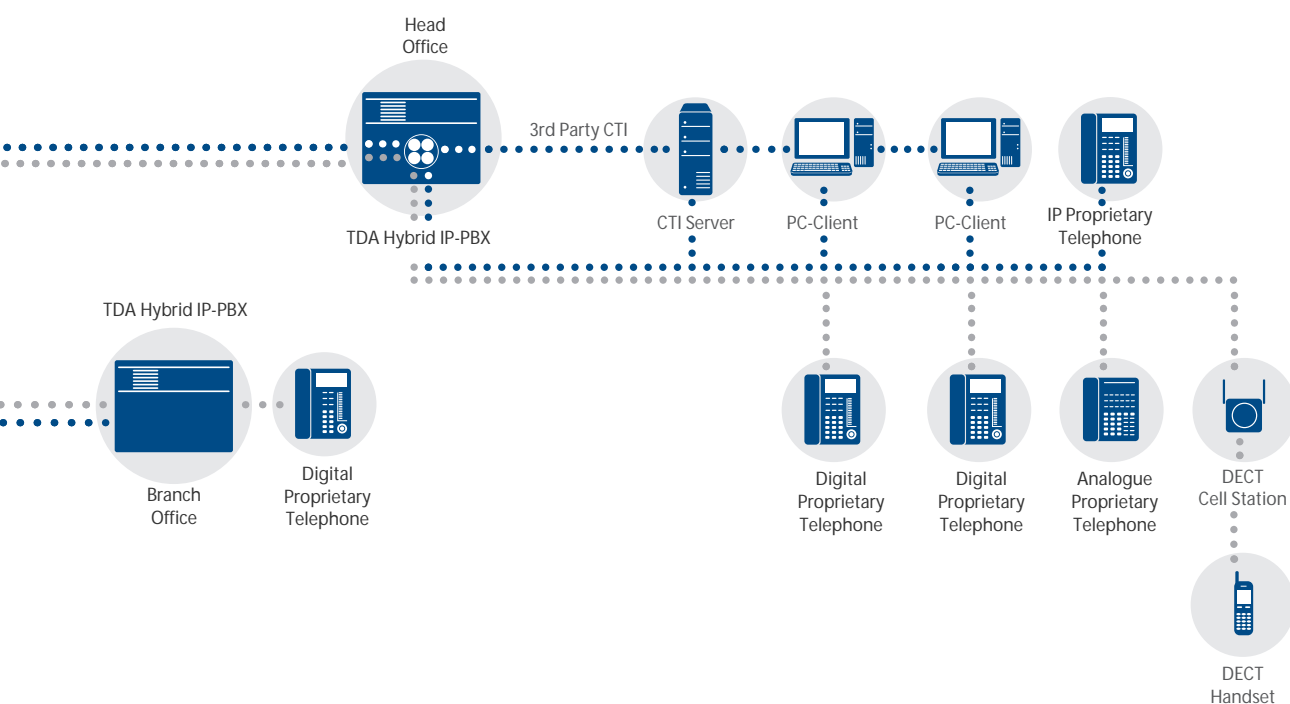 Head
Office
3rd Party CTI
TDA Hybrid IP-PBX
CTI Server
PC-Client
PC-Client
IP Proprietary
Telephone
TDA Hybrid IP-PBX
Branch
Office
Digital
Proprietary
Telephone
Digital
Proprietary
Telephone
Digital
Proprietary
Telephone
Analogue
Proprietary
Telephone
DECT
Cell Station
DECT
Handset